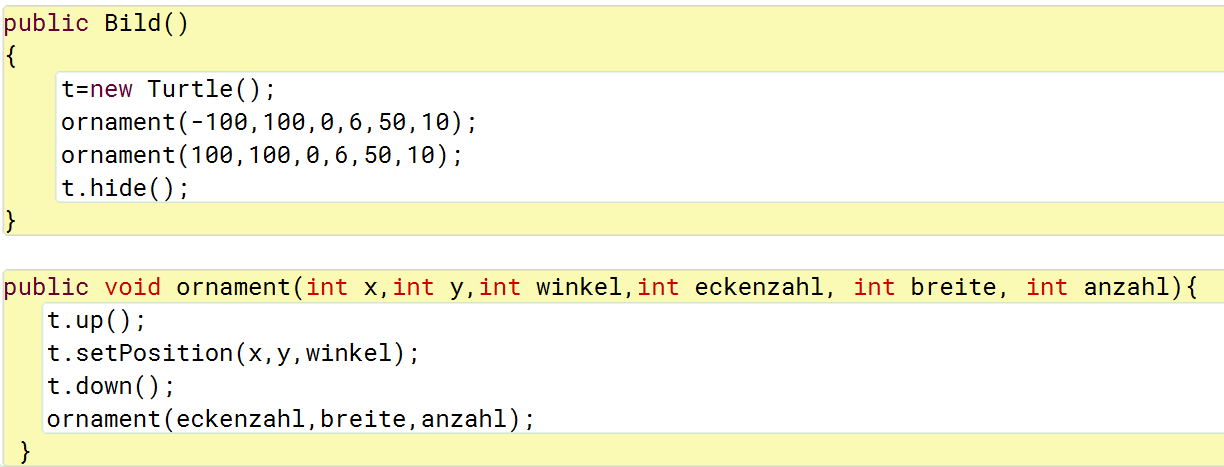 public Bild()
{
t=new Turtle();
ornament(-100,100,0,6,50,10);
ornament(100,100,0,6,50,10);
t.hide();
}
public void ornament(int x,int y,int winkel,int eckenzahl, int breite, int anzahl){
t.up();
t.setPosition(x,y,winkel);
t.down();
ornament(eckenzahl,breite,anzahl);
}